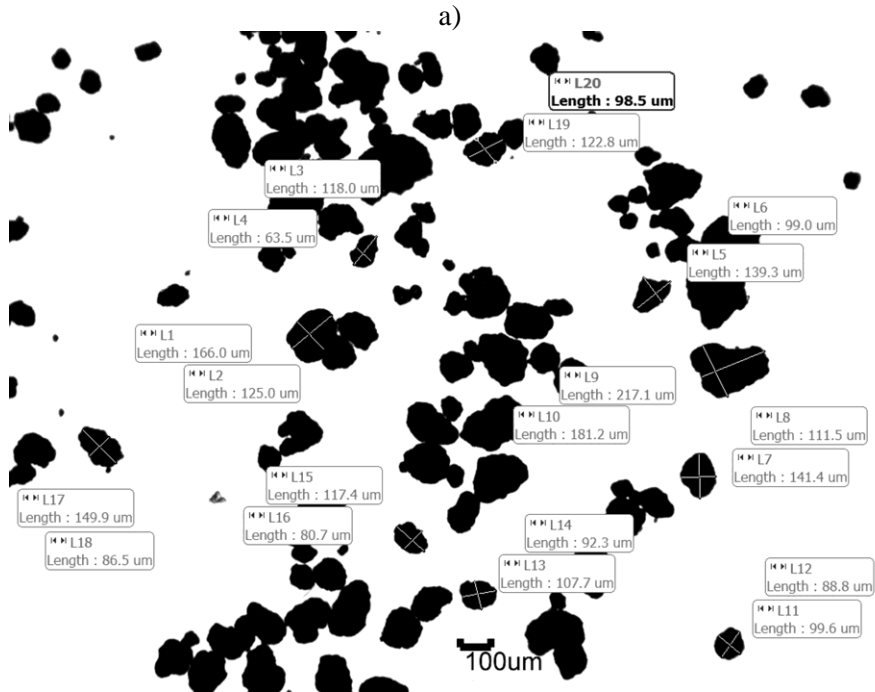 a)
L20
Length : 98.5 um
L19
Length : 122.8 um
L3
Length : 118.0 um
L4
Length : 63.5 um
L6
Length : 99.0 um
L5
Length : 139.3 um
L1
Length : 166.0 um
L2
Length : 125.0 um
L9
Length : 217.1 um
L10
Length : 181.2 um
L8
Length : 111.5 um
L7
Length : 141.4 um
L15
Length : 117.4 um
L16
Length : 80.7 um
L17
Length : 149.9 um
L18
Length : 86.5 um
L14
Length : 92.3 um
L13
Length : 107.7 um
L12
Length : 88.8 um
L11
Length : 99.6 um
100um